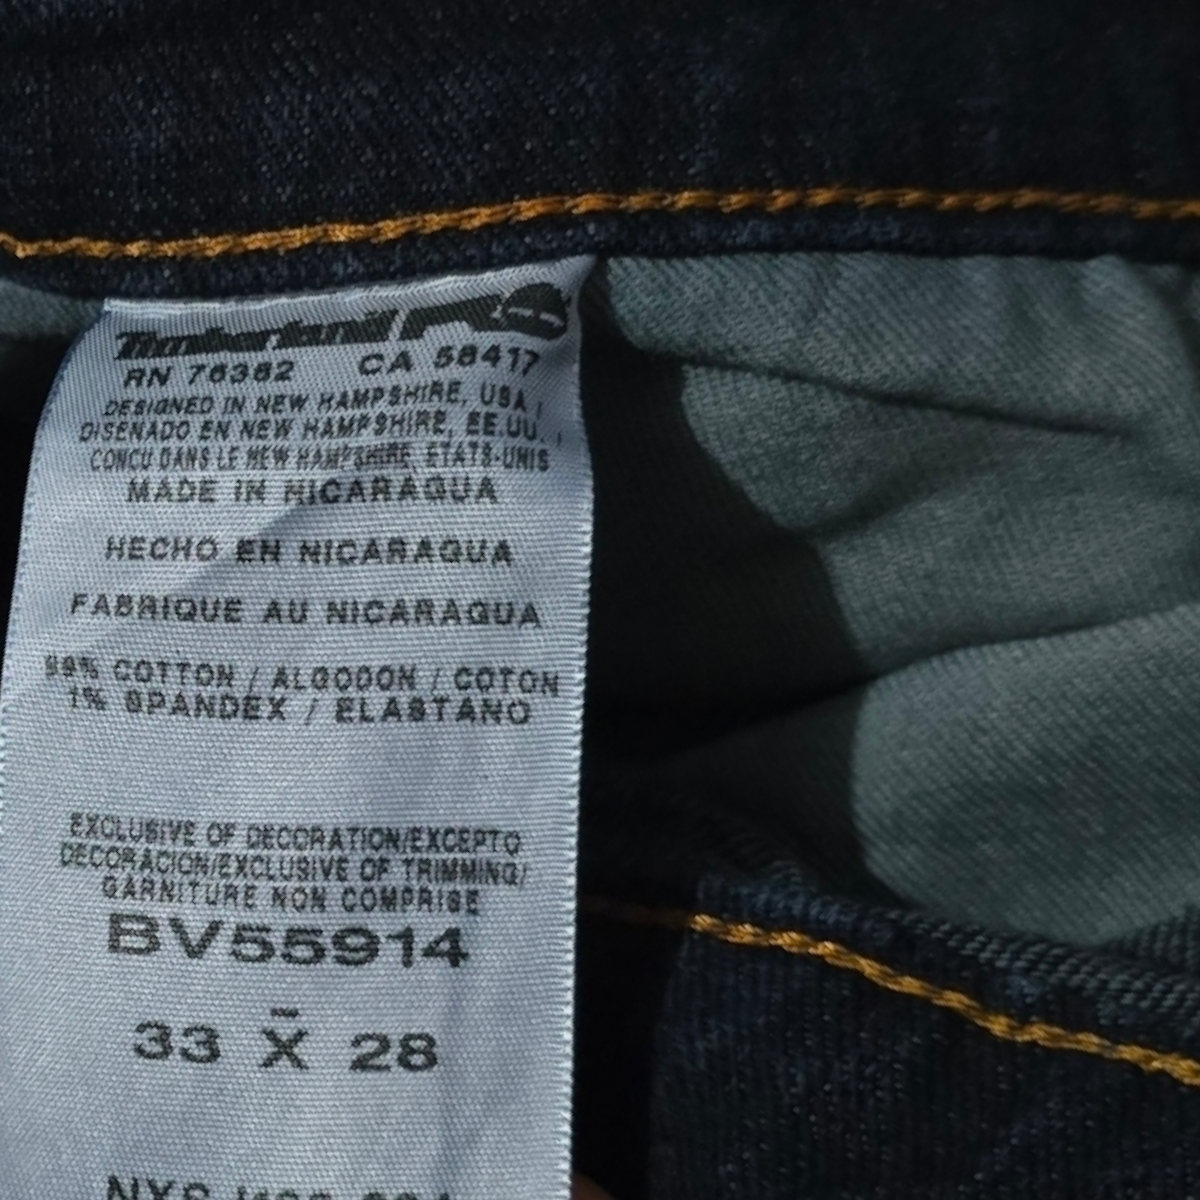 Timberland PRO
RN 76362 CA 58417
DESIGNED IN NEW HAMPSHIRE, USA /
DISENADO EN NEW HAMPSHIRE, EE.UU. /
CONCU DANS LE NEW HAMPSHIRE, ETATS-UNIS
MADE IN NICARAGUA
HECHO EN NICARAGUA
FABRIQUE AU NICARAGUA
99% COTTON / ALGODON / COTON
1% SPANDEX / ELASTANO
EXCLUSIVE OF DECORATION/EXCEPTO
DECORACION/EXCLUSIVE OF TRIMMING/
GARNITURE NON COMPRISE
BV55914
33 X 28